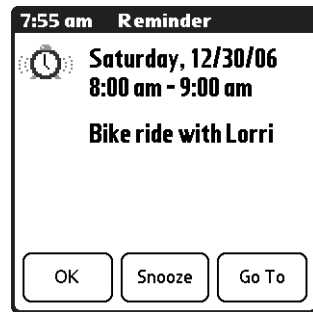 7:55 am Reminder
Saturday, 12/30/06
8:00 am - 9:00 am
Bike ride with Lorri
OK Snooze Go To